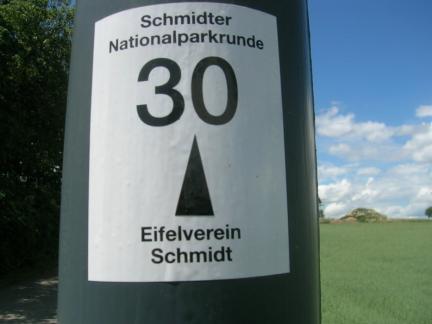 Schmidter
Nationalparkrunde
30
Eifelverein
Schmidt